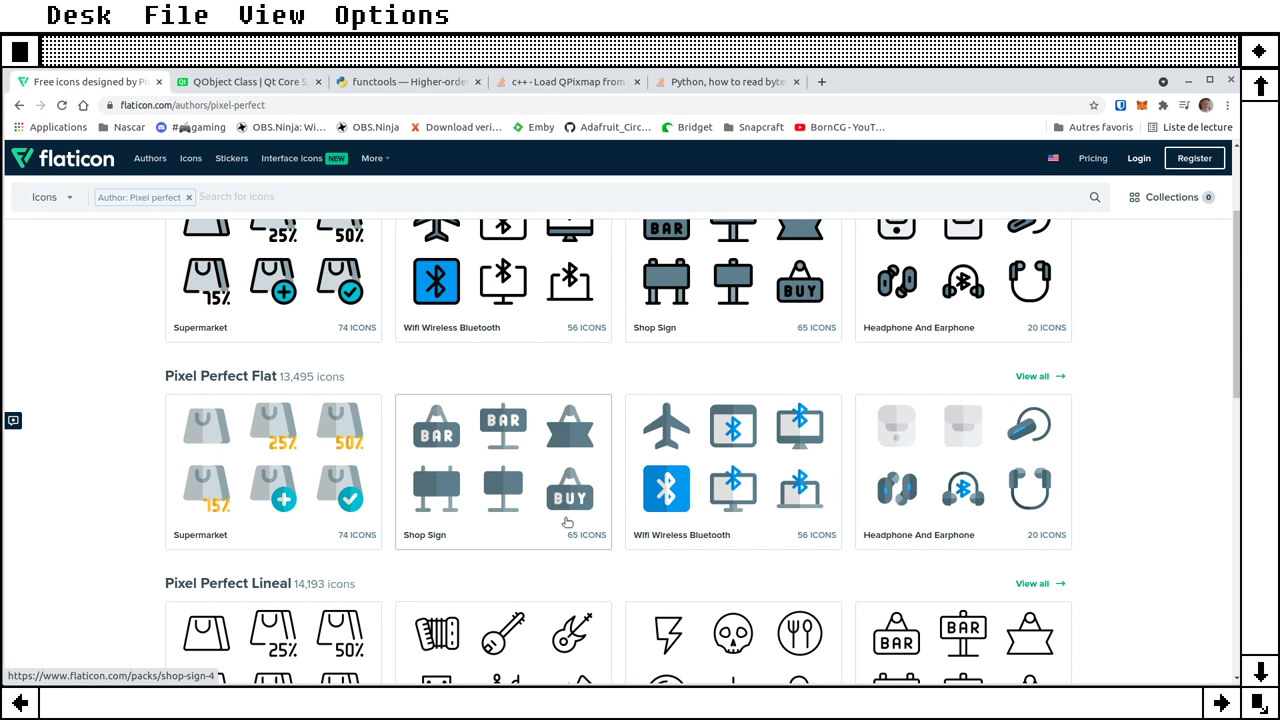 Desk File View Options
Free icons designed by Pi
QObject Class | Qt Core 5.
functools — Higher-order
c++ - Load QPixmap from
Python, how to read byte
flaticon.com/authors/pixel-perfect
Applications
Nascar
#🎮gaming
OBS.Ninja: Wi...
OBS.Ninja
Download veri...
Emby
Adafruit_Circ...
Bridget
Snapcraft
BornCG - YouT...
Autres favoris
Liste de lecture
flaticon
Authors
Icons
Stickers
Interface icons NEW
More
Pricing
Login
Register
Icons
Author: Pixel perfect ×
Search for icons
Collections 0
25%
50%
BAR
75%
BUY
Supermarket 74 ICONS
Wifi Wireless Bluetooth 56 ICONS
Shop Sign 65 ICONS
Headphone And Earphone 20 ICONS
Pixel Perfect Flat 13,495 icons
View all →
25%
50%
BAR
BAR
75%
BUY
Supermarket 74 ICONS
Shop Sign 65 ICONS
Wifi Wireless Bluetooth 56 ICONS
Headphone And Earphone 20 ICONS
Pixel Perfect Lineal 14,193 icons
View all →
25%
50%
BAR
BAR
https://www.flaticon.com/packs/shop-sign-4